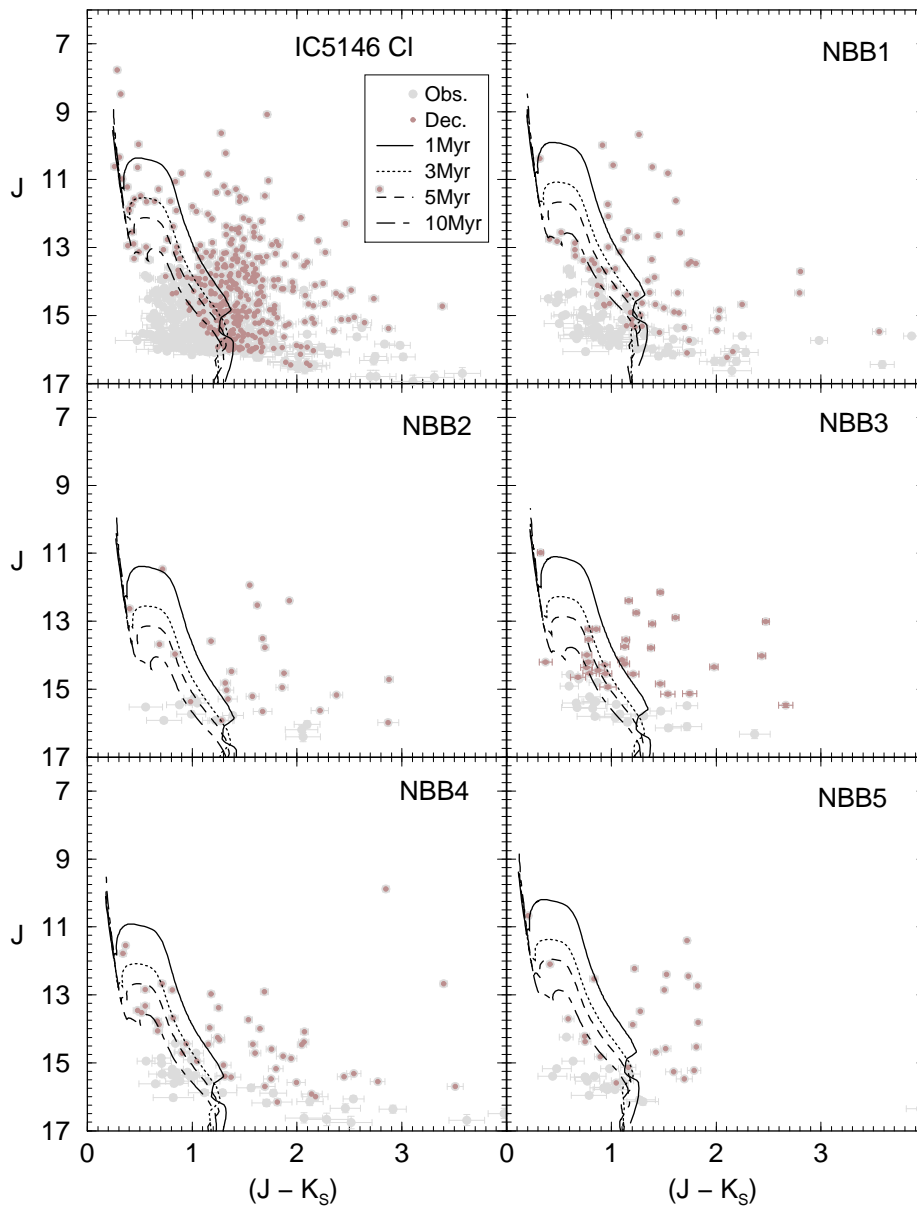 IC5146 CI
Obs.
Dec.
1Myr
3Myr
5Myr
10Myr
7
9
11
13
15
17
J
NBB1
NBB2
7
9
11
13
15
17
J
NBB3
NBB4
7
9
11
13
15
17
J
0 1 2 3
(J − K_S)
NBB5
0 1 2 3 4
(J − K_S)